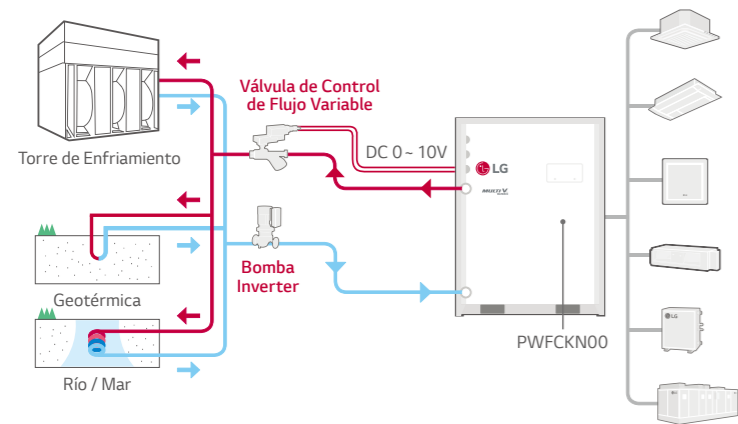 Válvula de Control
de Flujo Variable
DC 0 ~ 10V
LG
MULTI V
Torre de Enfriamiento
Bomba
Inverter
Geotérmica
PWFCKN00
LG
Río / Mar